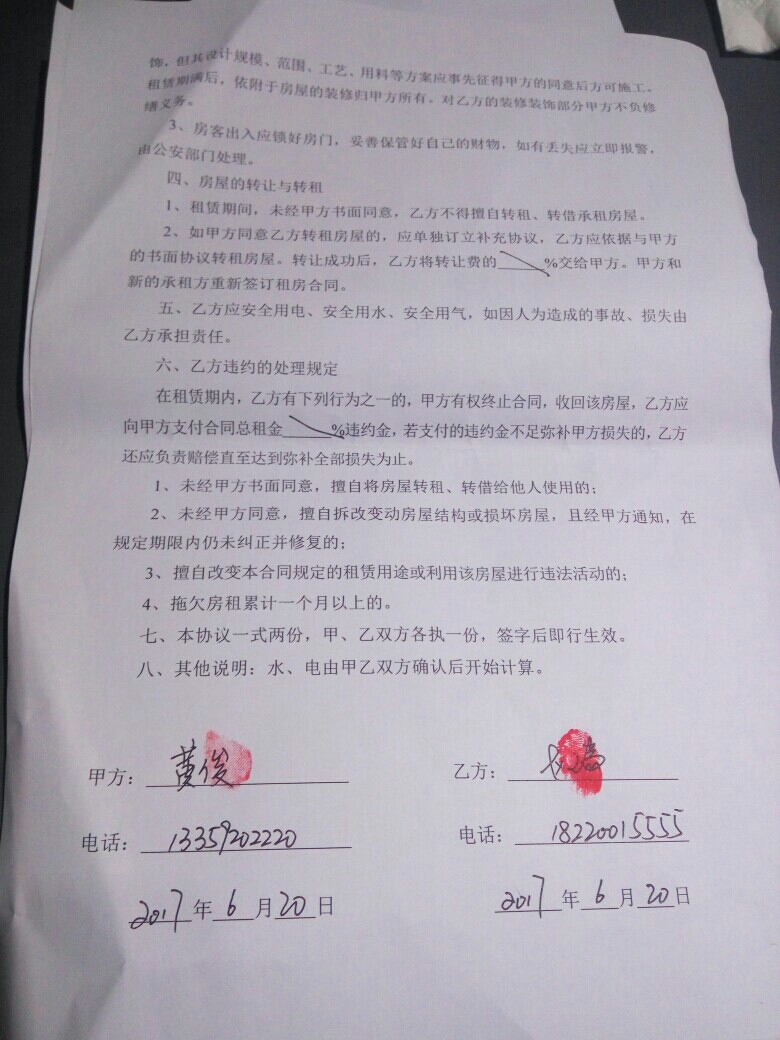 饰，但其设计规模、范围、工艺、用料等方案应事先征得甲方的同意后方可施工。
租赁期满后，依附于房屋的装修归甲方所有。对乙方的装修装饰部分甲方不负修
缮义务。
3、房客出入应锁好房门，妥善保管好自己的财物，如有丢失应立即报警，
由公安部门处理。
四、房屋的转让与转租
1、租赁期间，未经甲方书面同意，乙方不得擅自转租、转借承租房屋。
2、如甲方同意乙方转租房屋的，应单独订立补充协议，乙方应依据与甲方
的书面协议转租房屋。转让成功后，乙方将转让费的____%交给甲方。甲方和
新的承租方重新签订租房合同。
五、乙方应安全用电、安全用水、安全用气，如因人为造成的事故、损失由
乙方承担责任。
六、乙方违约的处理规定
在租赁期内，乙方有下列行为之一的，甲方有权终止合同，收回该房屋，乙方应
向甲方支付合同总租金____%违约金，若支付的违约金不足弥补甲方损失的，乙方
还应负责赔偿直至达到弥补全部损失为止。
1、未经甲方书面同意，擅自将房屋转租、转借给他人使用的；
2、未经甲方同意，擅自拆改变动房屋结构或损坏房屋，且经甲方通知，在
规定期限内仍未纠正并修复的；
3、擅自改变本合同规定的租赁用途或利用该房屋进行违法活动的；
4、拖欠房租累计一个月以上的。
七、本协议一式两份，甲、乙双方各执一份，签字后即行生效。
八、其他说明：水、电由甲乙双方确认后开始计算。
甲方：黄俊 乙方：
电话：13359202220 电话：18220015555
2017年6月20日 2017年6月20日